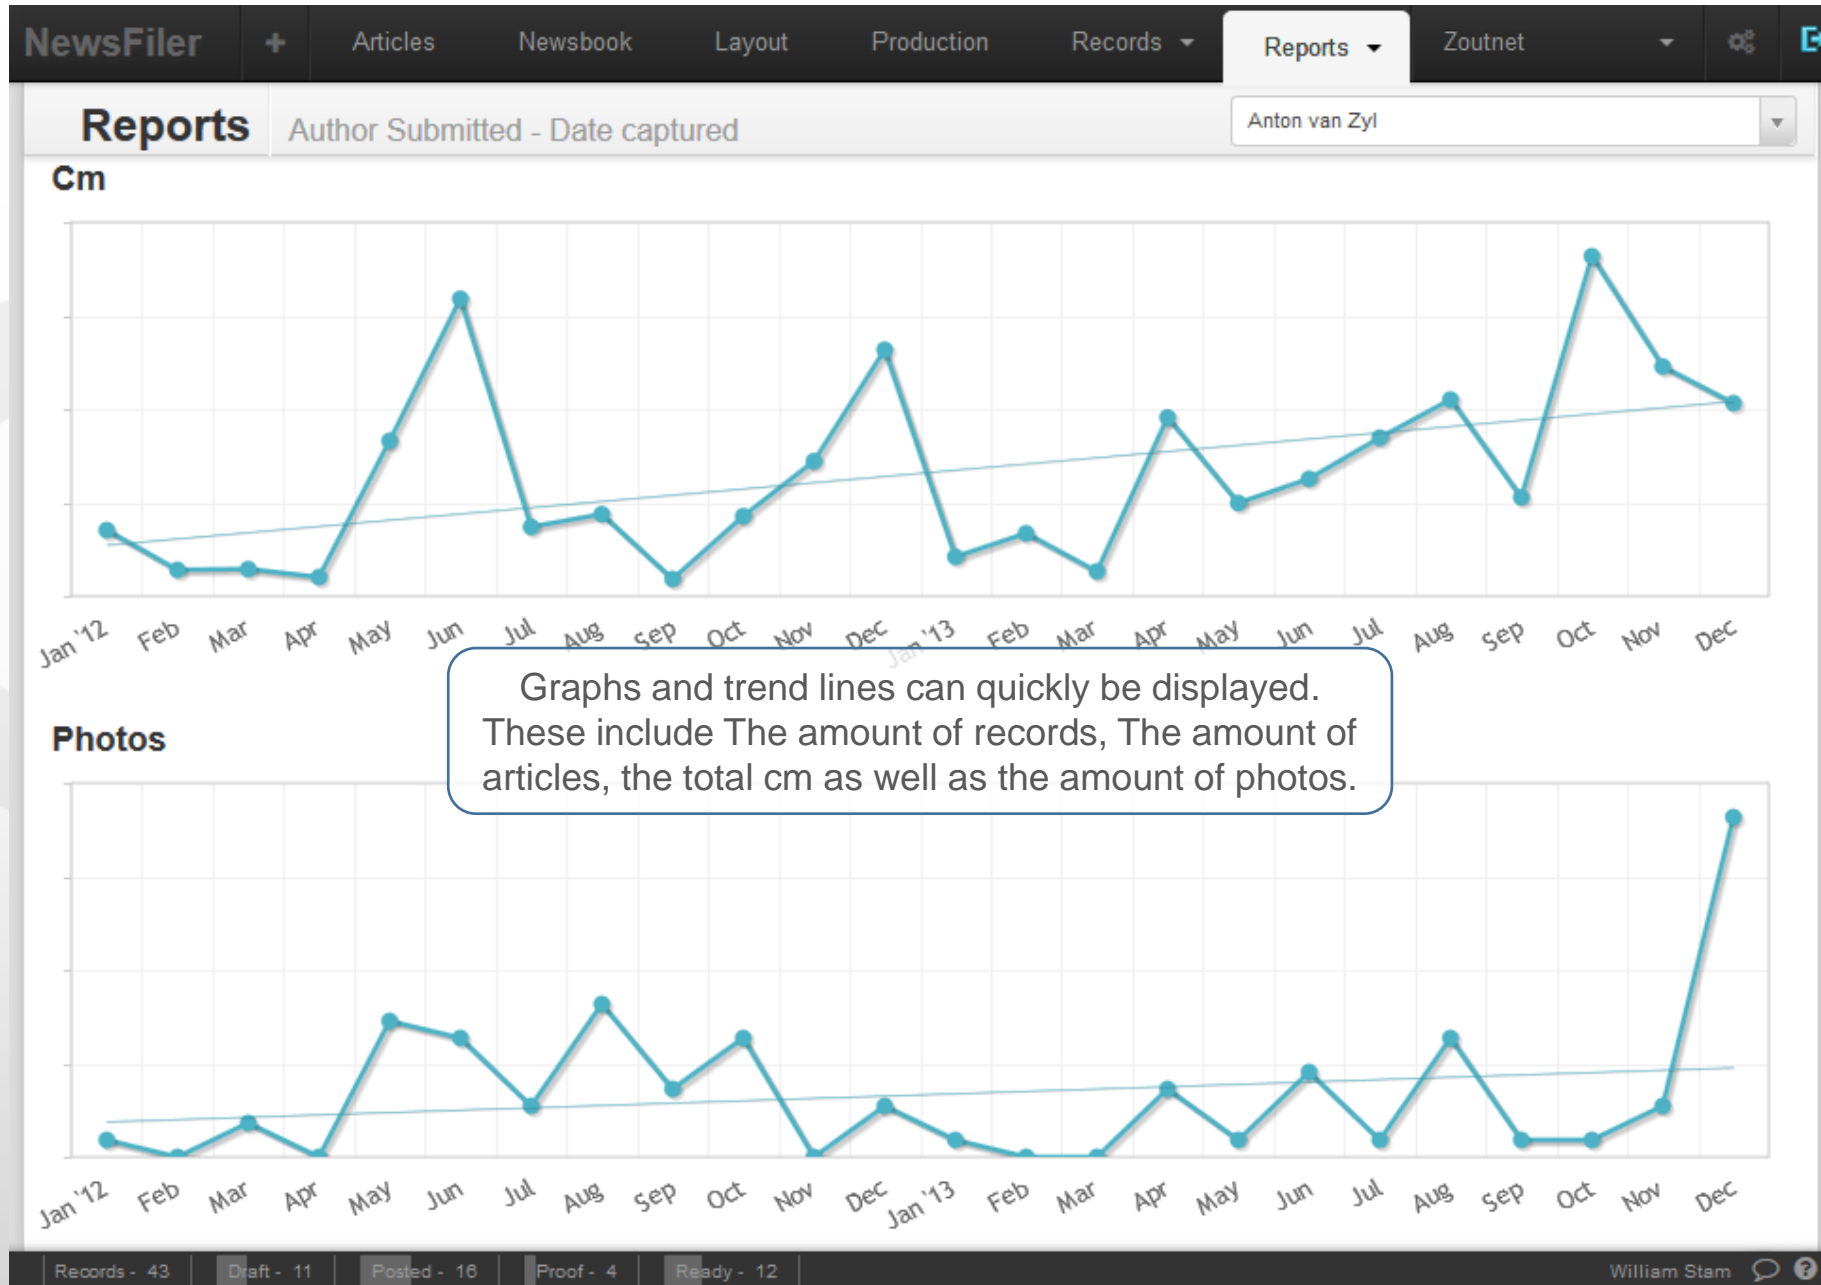 NewsFiler + Articles Newsbook Layout Production Records Reports Zoutnet
Reports Author Submitted - Date captured Anton van Zyl
Cm
Jan '12 Feb Mar Apr May Jun Jul Aug Sep Oct Nov Dec Jan '13 Feb Mar Apr May Jun Jul Aug Sep Oct Nov Dec
Graphs and trend lines can quickly be displayed.
These include The amount of records, The amount of
articles, the total cm as well as the amount of photos.
Photos
Jan '12 Feb Mar Apr May Jun Jul Aug Sep Oct Nov Dec Jan '13 Feb Mar Apr May Jun Jul Aug Sep Oct Nov Dec
Records - 43 Draft - 11 Posted - 16 Proof - 4 Ready - 12 William Stam ?